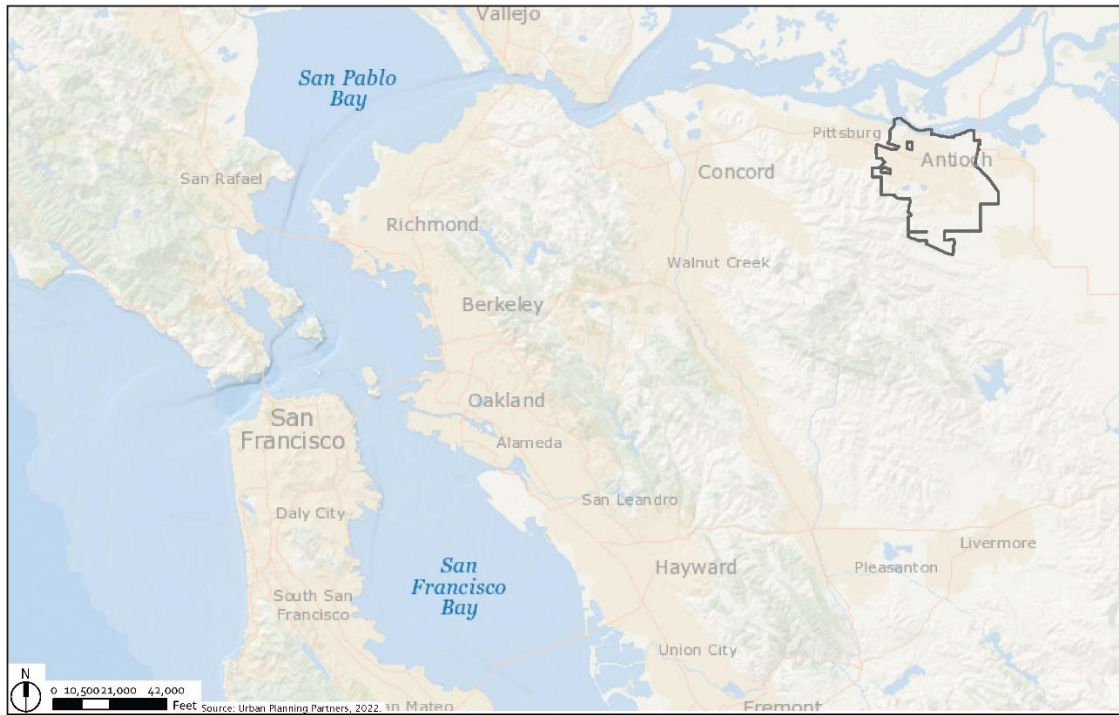 Vallejo
San Pablo
Bay
Pittsburg
Antioch
San Rafael
Concord
Richmond
Walnut Creek
Berkeley
Oakland
San
Francisco
Alameda
San Leandro
Daly City
Livermore
San
Francisco
Bay
Hayward
Pleasanton
South San
Francisco
Union City
N
0 10,500 21,000 42,000
Feet Source: Urban Planning Partners, 2022.
an Mateo
Fremont